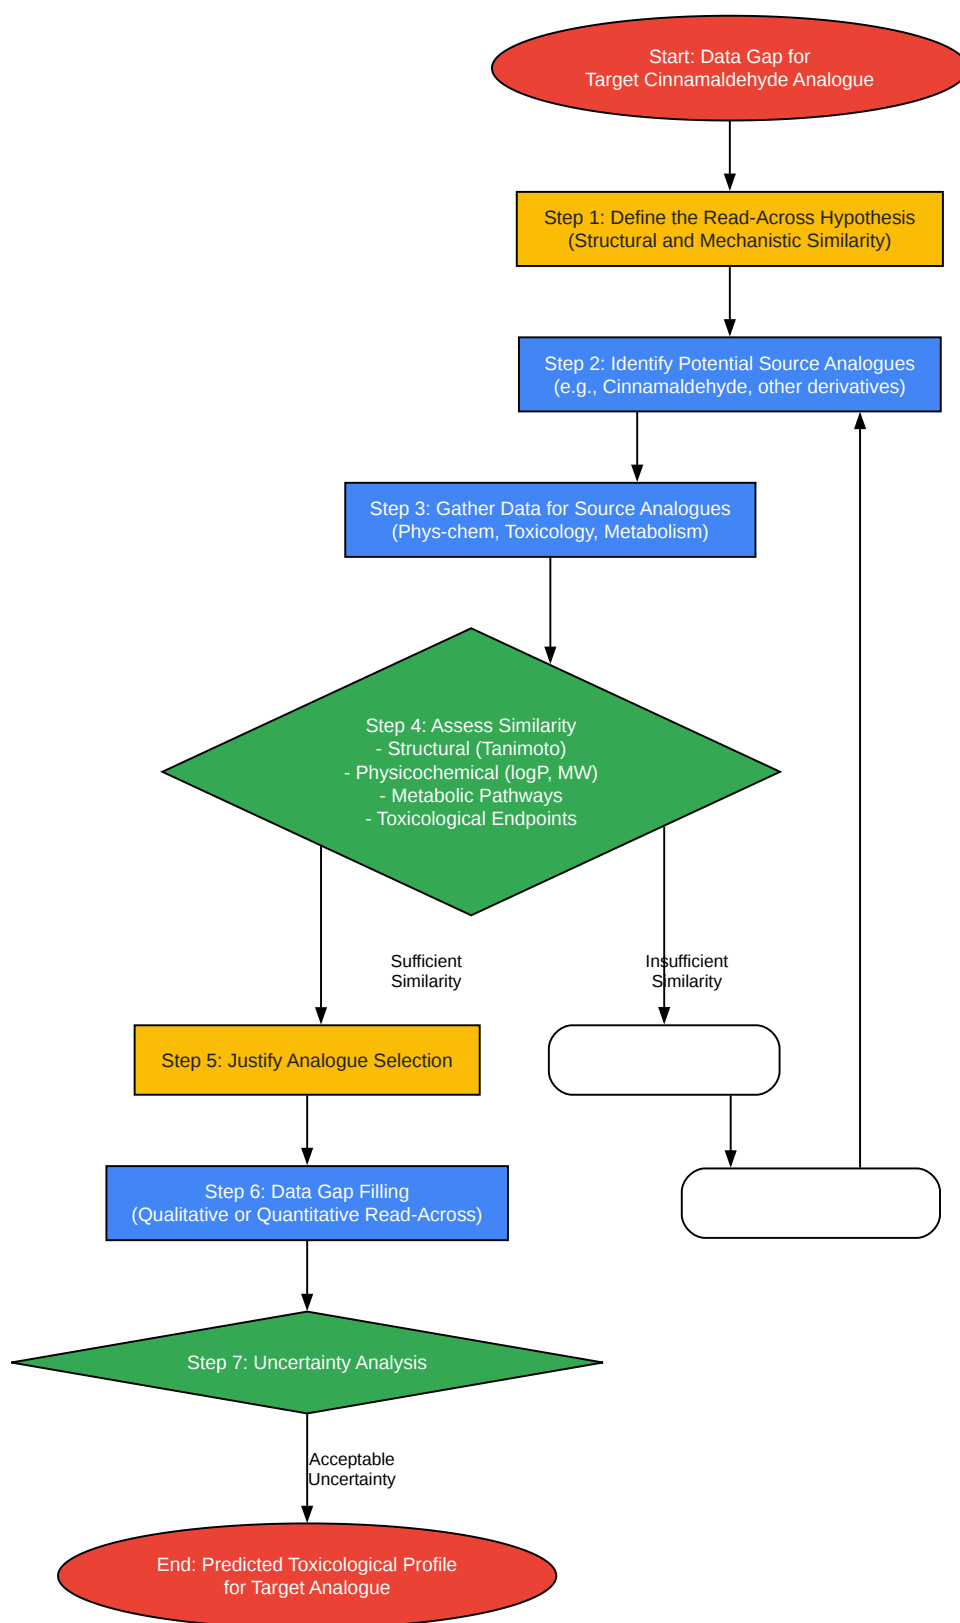 Start: Data Gap for
Target Cinnamaldehyde Analogue
Step 1: Define the Read-Across Hypothesis
(Structural and Mechanistic Similarity)
Step 2: Identify Potential Source Analogues
(e.g., Cinnamaldehyde, other derivatives)
Step 3: Gather Data for Source Analogues
(Phys-chem, Toxicology, Metabolism)
Step 4: Assess Similarity
- Structural (Tanimoto)
- Physicochemical (logP, MW)
- Metabolic Pathways
- Toxicological Endpoints
Sufficient
Similarity
Insufficient
Similarity
Step 5: Justify Analogue Selection
Step 6: Data Gap Filling
(Qualitative or Quantitative Read-Across)
Step 7: Uncertainty Analysis
Acceptable
Uncertainty
End: Predicted Toxicological Profile
for Target Analogue